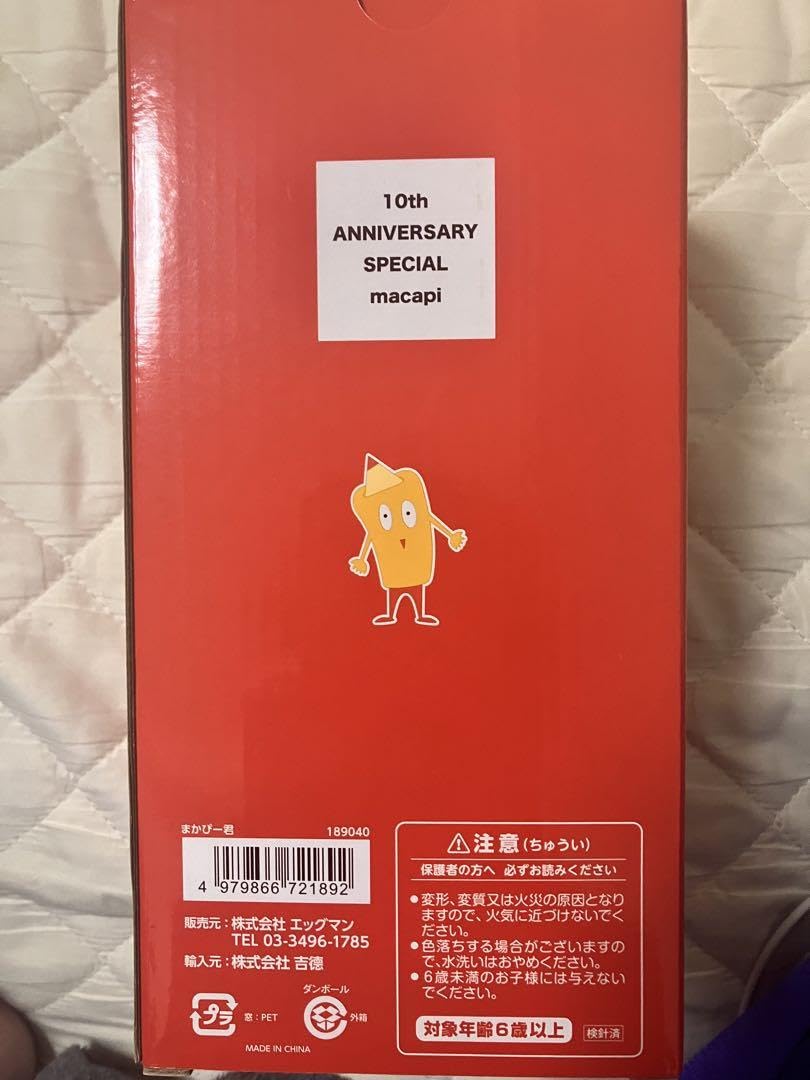 10th
ANNIVERSARY
SPECIAL
macapi
まかぴー君 189040
4 979866 721892
販売元：株式会社 エッグマン
TEL 03-3496-1785
輸入元：株式会社 吉德
プラ
窓：PET
ダンボール
外箱
MADE IN CHINA
注意(ちゅうい)
保護者の方へ 必ずお読みください
●変形、変質又は火災の原因となり
ますので、火気に近づけないでく
ださい。
●色落ちする場合がございますの
で、水洗いはおやめください。
●6歳未満のお子様には与えない
でください。
対象年齢6歳以上
検針済